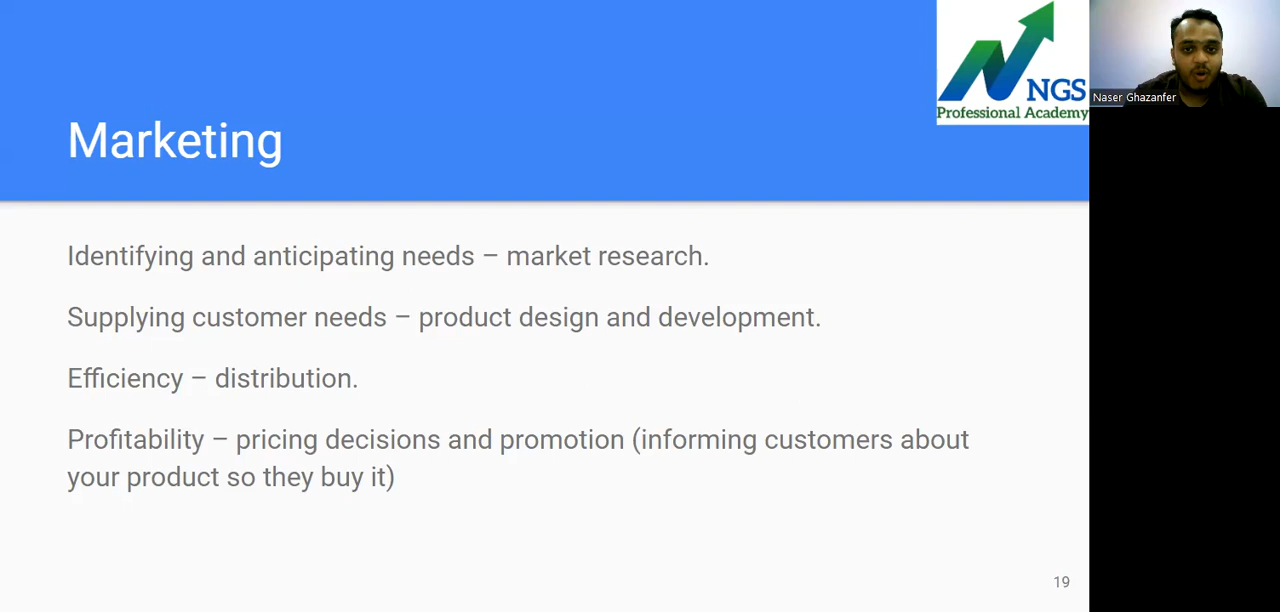 NGS
Professional Academy
Naser Ghazanfer
Marketing
Identifying and anticipating needs – market research.
Supplying customer needs – product design and development.
Efficiency – distribution.
Profitability – pricing decisions and promotion (informing customers about
your product so they buy it)
19